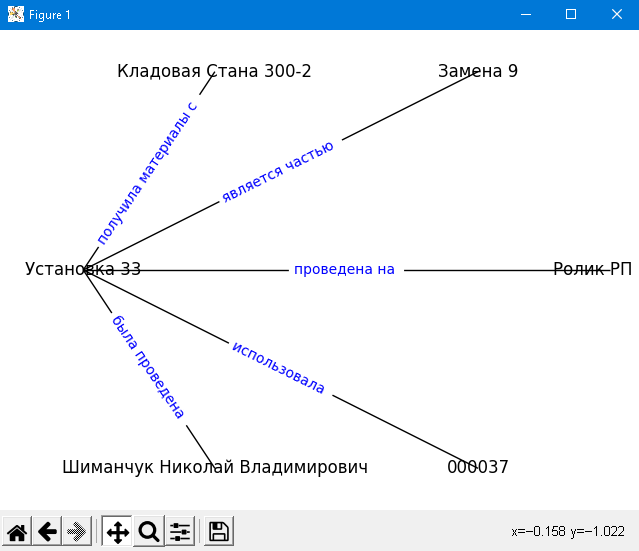 Figure 1
Кладовая Стана 300-2
Замена 9
получила материалы с
является частью
Установка 33
проведена на
Ролик РП
была проведена
использовала
Шиманчук Николай Владимирович
000037
x=−0.158 y=−1.022